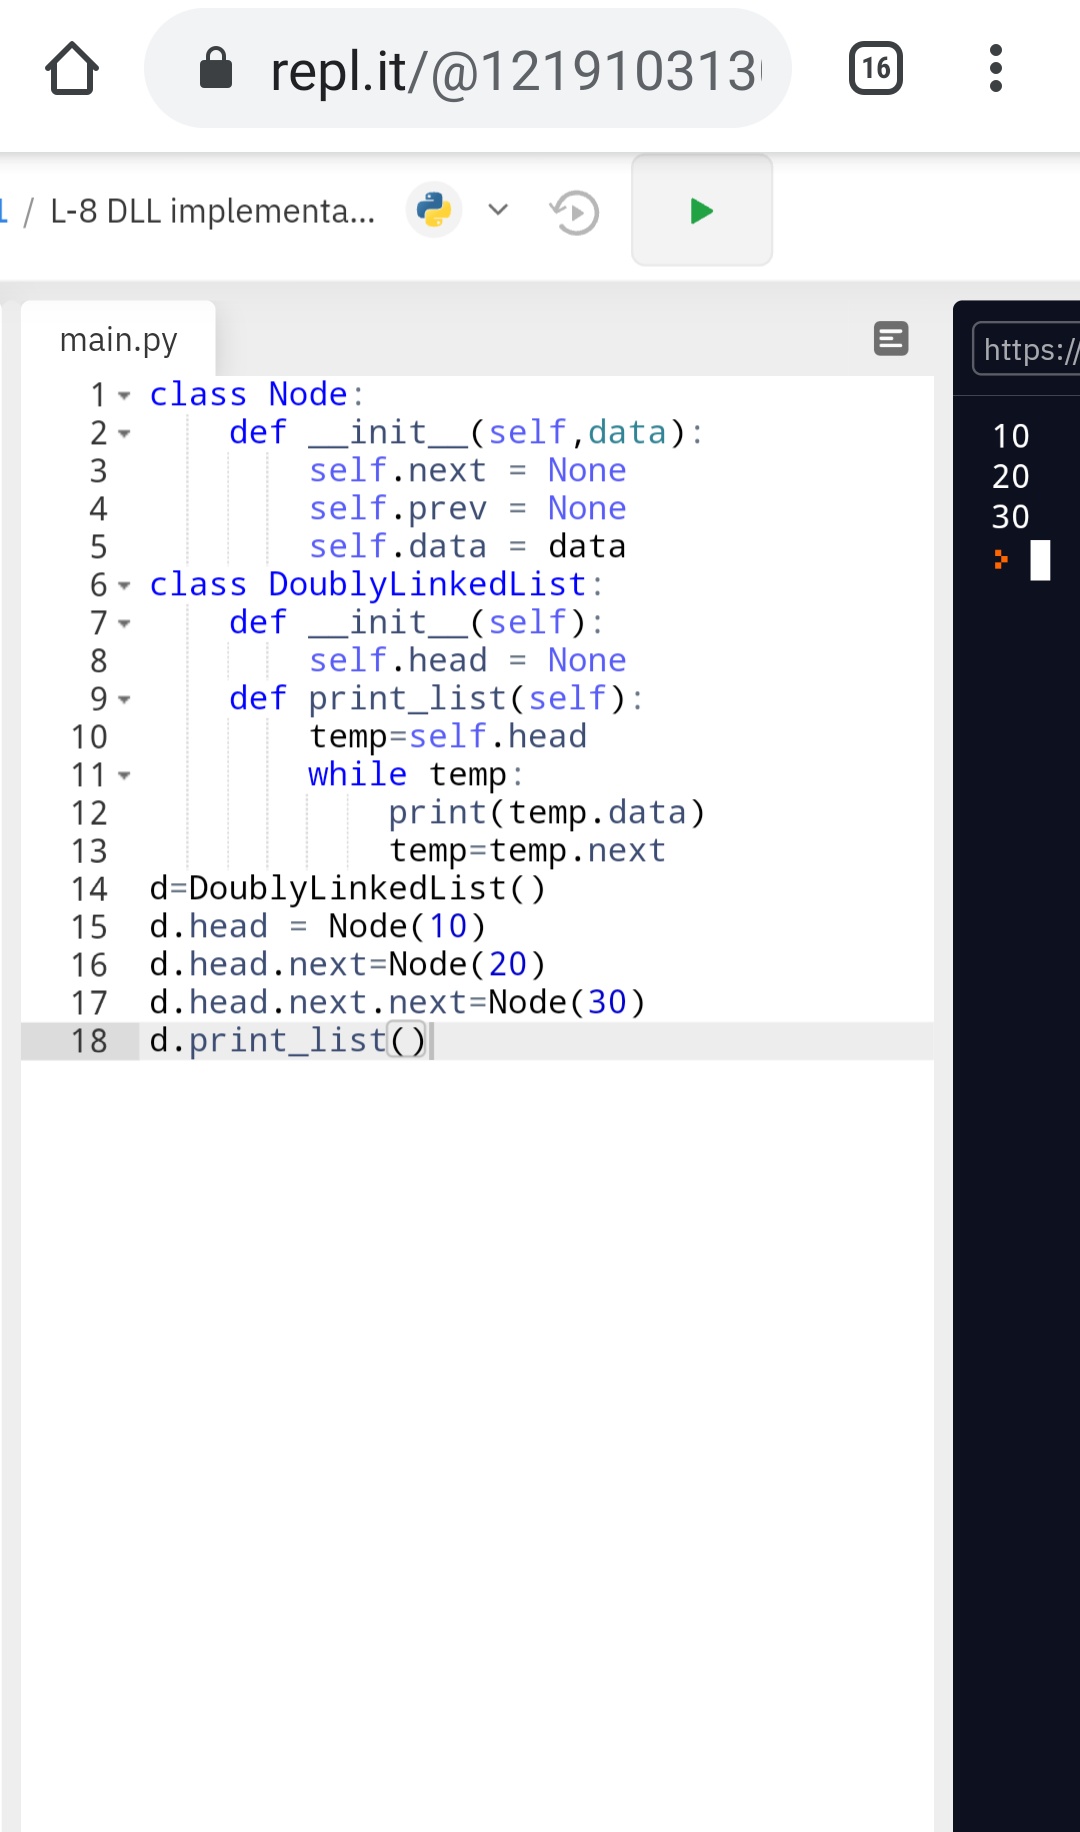 repl.it/@121910313
16
/ L-8 DLL implementa...
main.py
https://
1 class Node:
2     def __init__(self,data):
3         self.next = None
4         self.prev = None
5         self.data = data
6 class DoublyLinkedList:
7     def __init__(self):
8         self.head = None
9     def print_list(self):
10         temp=self.head
11         while temp:
12             print(temp.data)
13             temp=temp.next
14 d=DoublyLinkedList()
15 d.head = Node(10)
16 d.head.next=Node(20)
17 d.head.next.next=Node(30)
18 d.print_list()
10
20
30